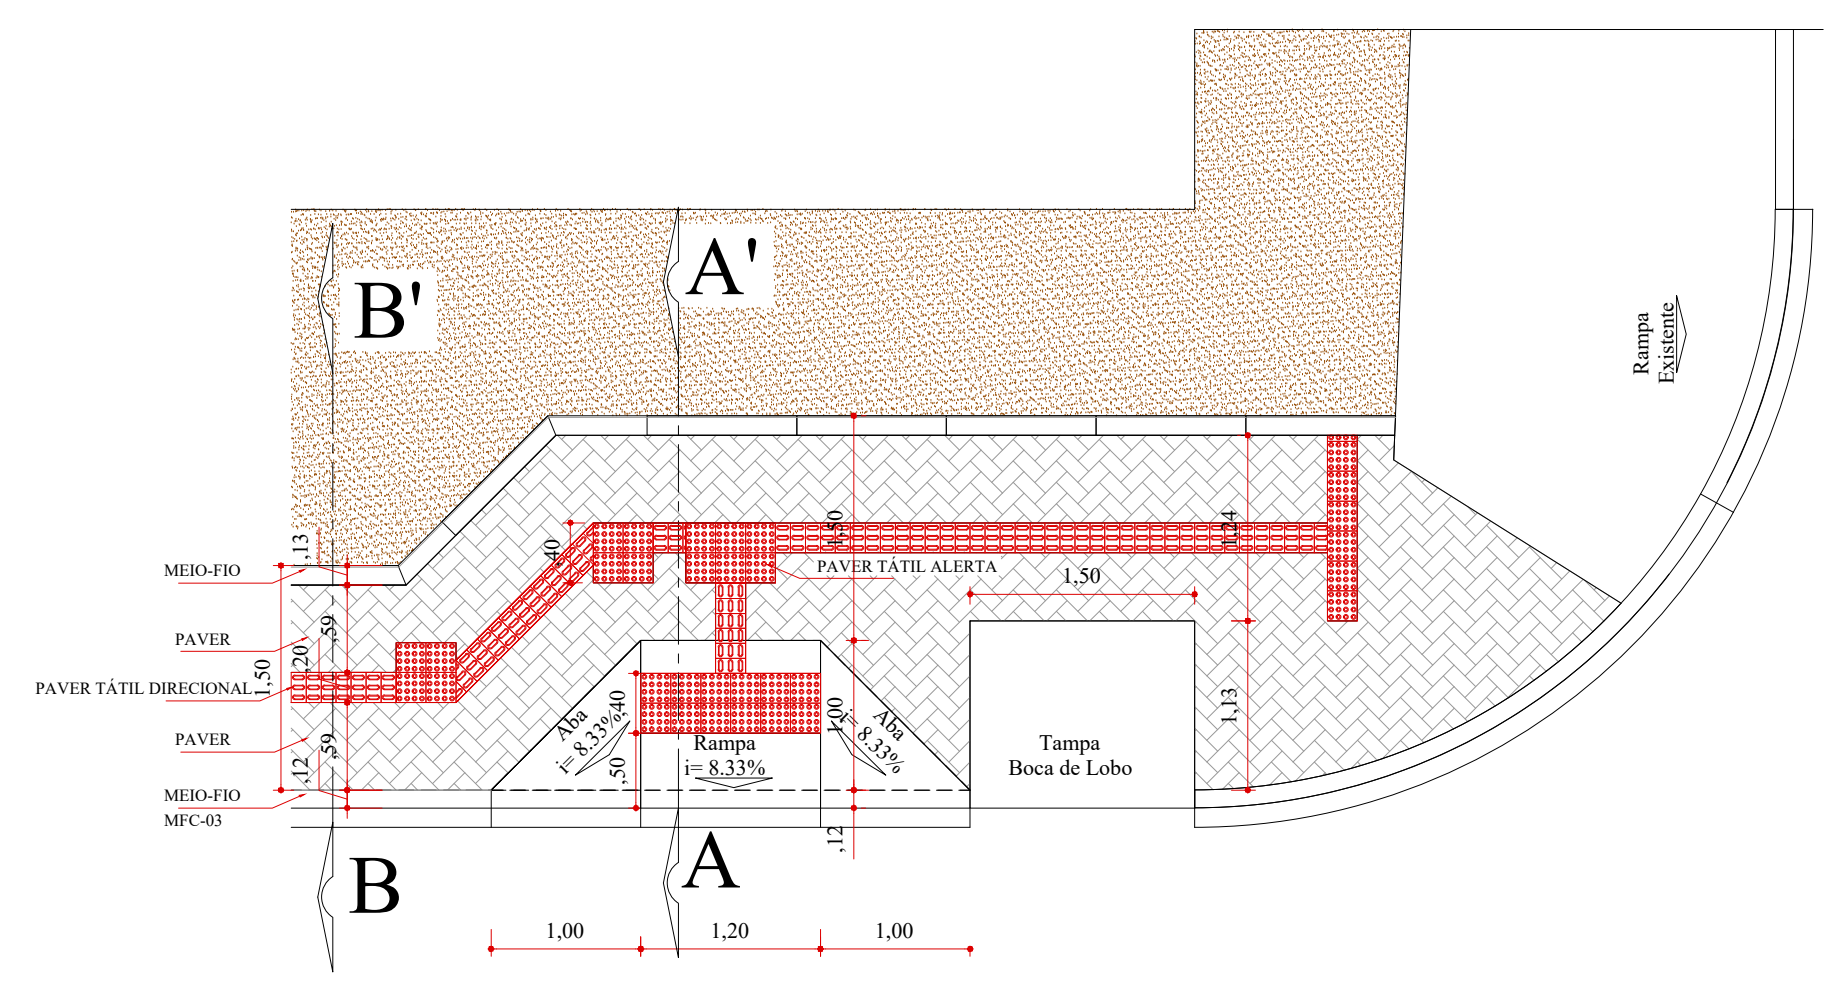 A'
B'
Rampa
Existente
,13
MEIO-FIO
,40
1,50
1,24
PAVER TÁTIL ALERTA
1,50
PAVER
,59
,20
1,50
PAVER TÁTIL DIRECIONAL
PAVER
,59
,12
MEIO-FIO
MFC-03
Aba
i= 8.33%
,40
,50
Rampa
i= 8.33%
1,00
Aba
i= 8.33%
,12
Tampa
Boca de Lobo
1,13
B
A
1,00
1,20
1,00